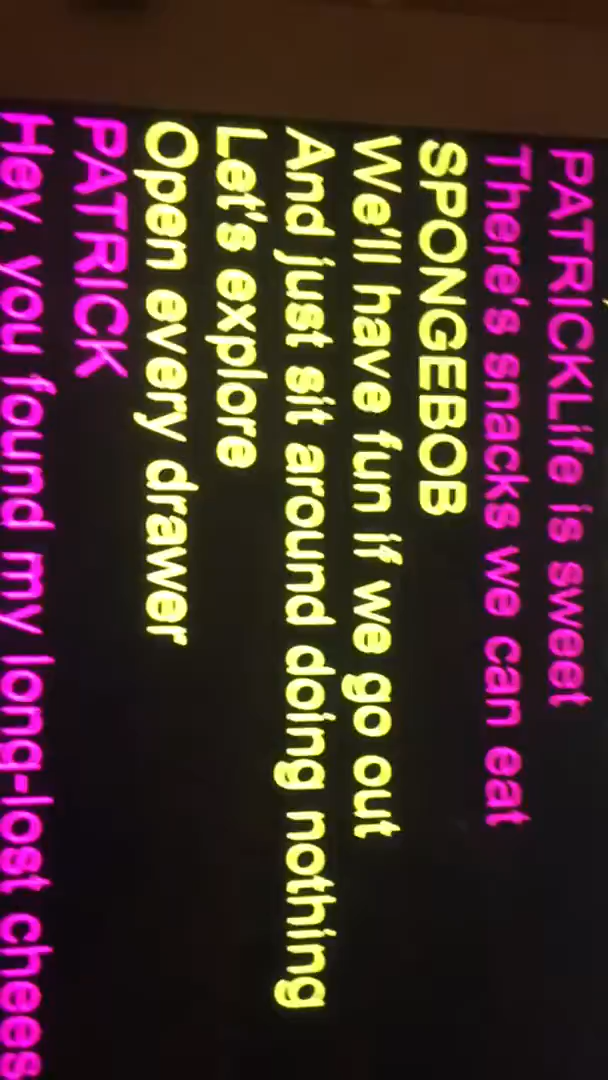 PATRICKLife is sweet
There's snacks we can eat
SPONGEBOB
We'll have fun if we go out
And just sit around doing nothing
Let's explore
Open every drawer
PATRICK
Hey, you found my long-lost chees